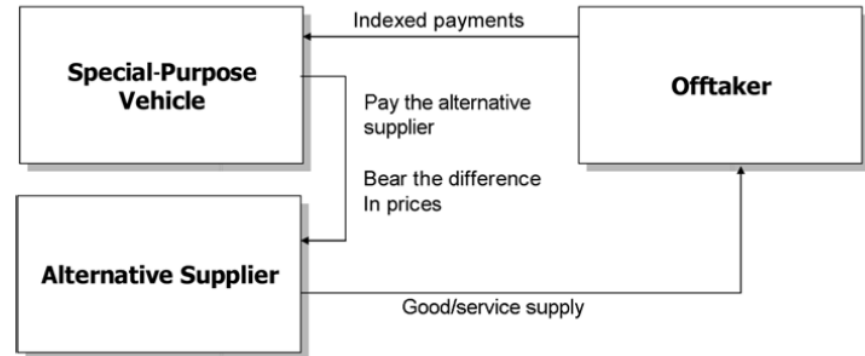 Indexed payments
Special-Purpose
Vehicle
Offtaker
Pay the alternative
supplier
Bear the difference
In prices
Alternative Supplier
Good/service supply